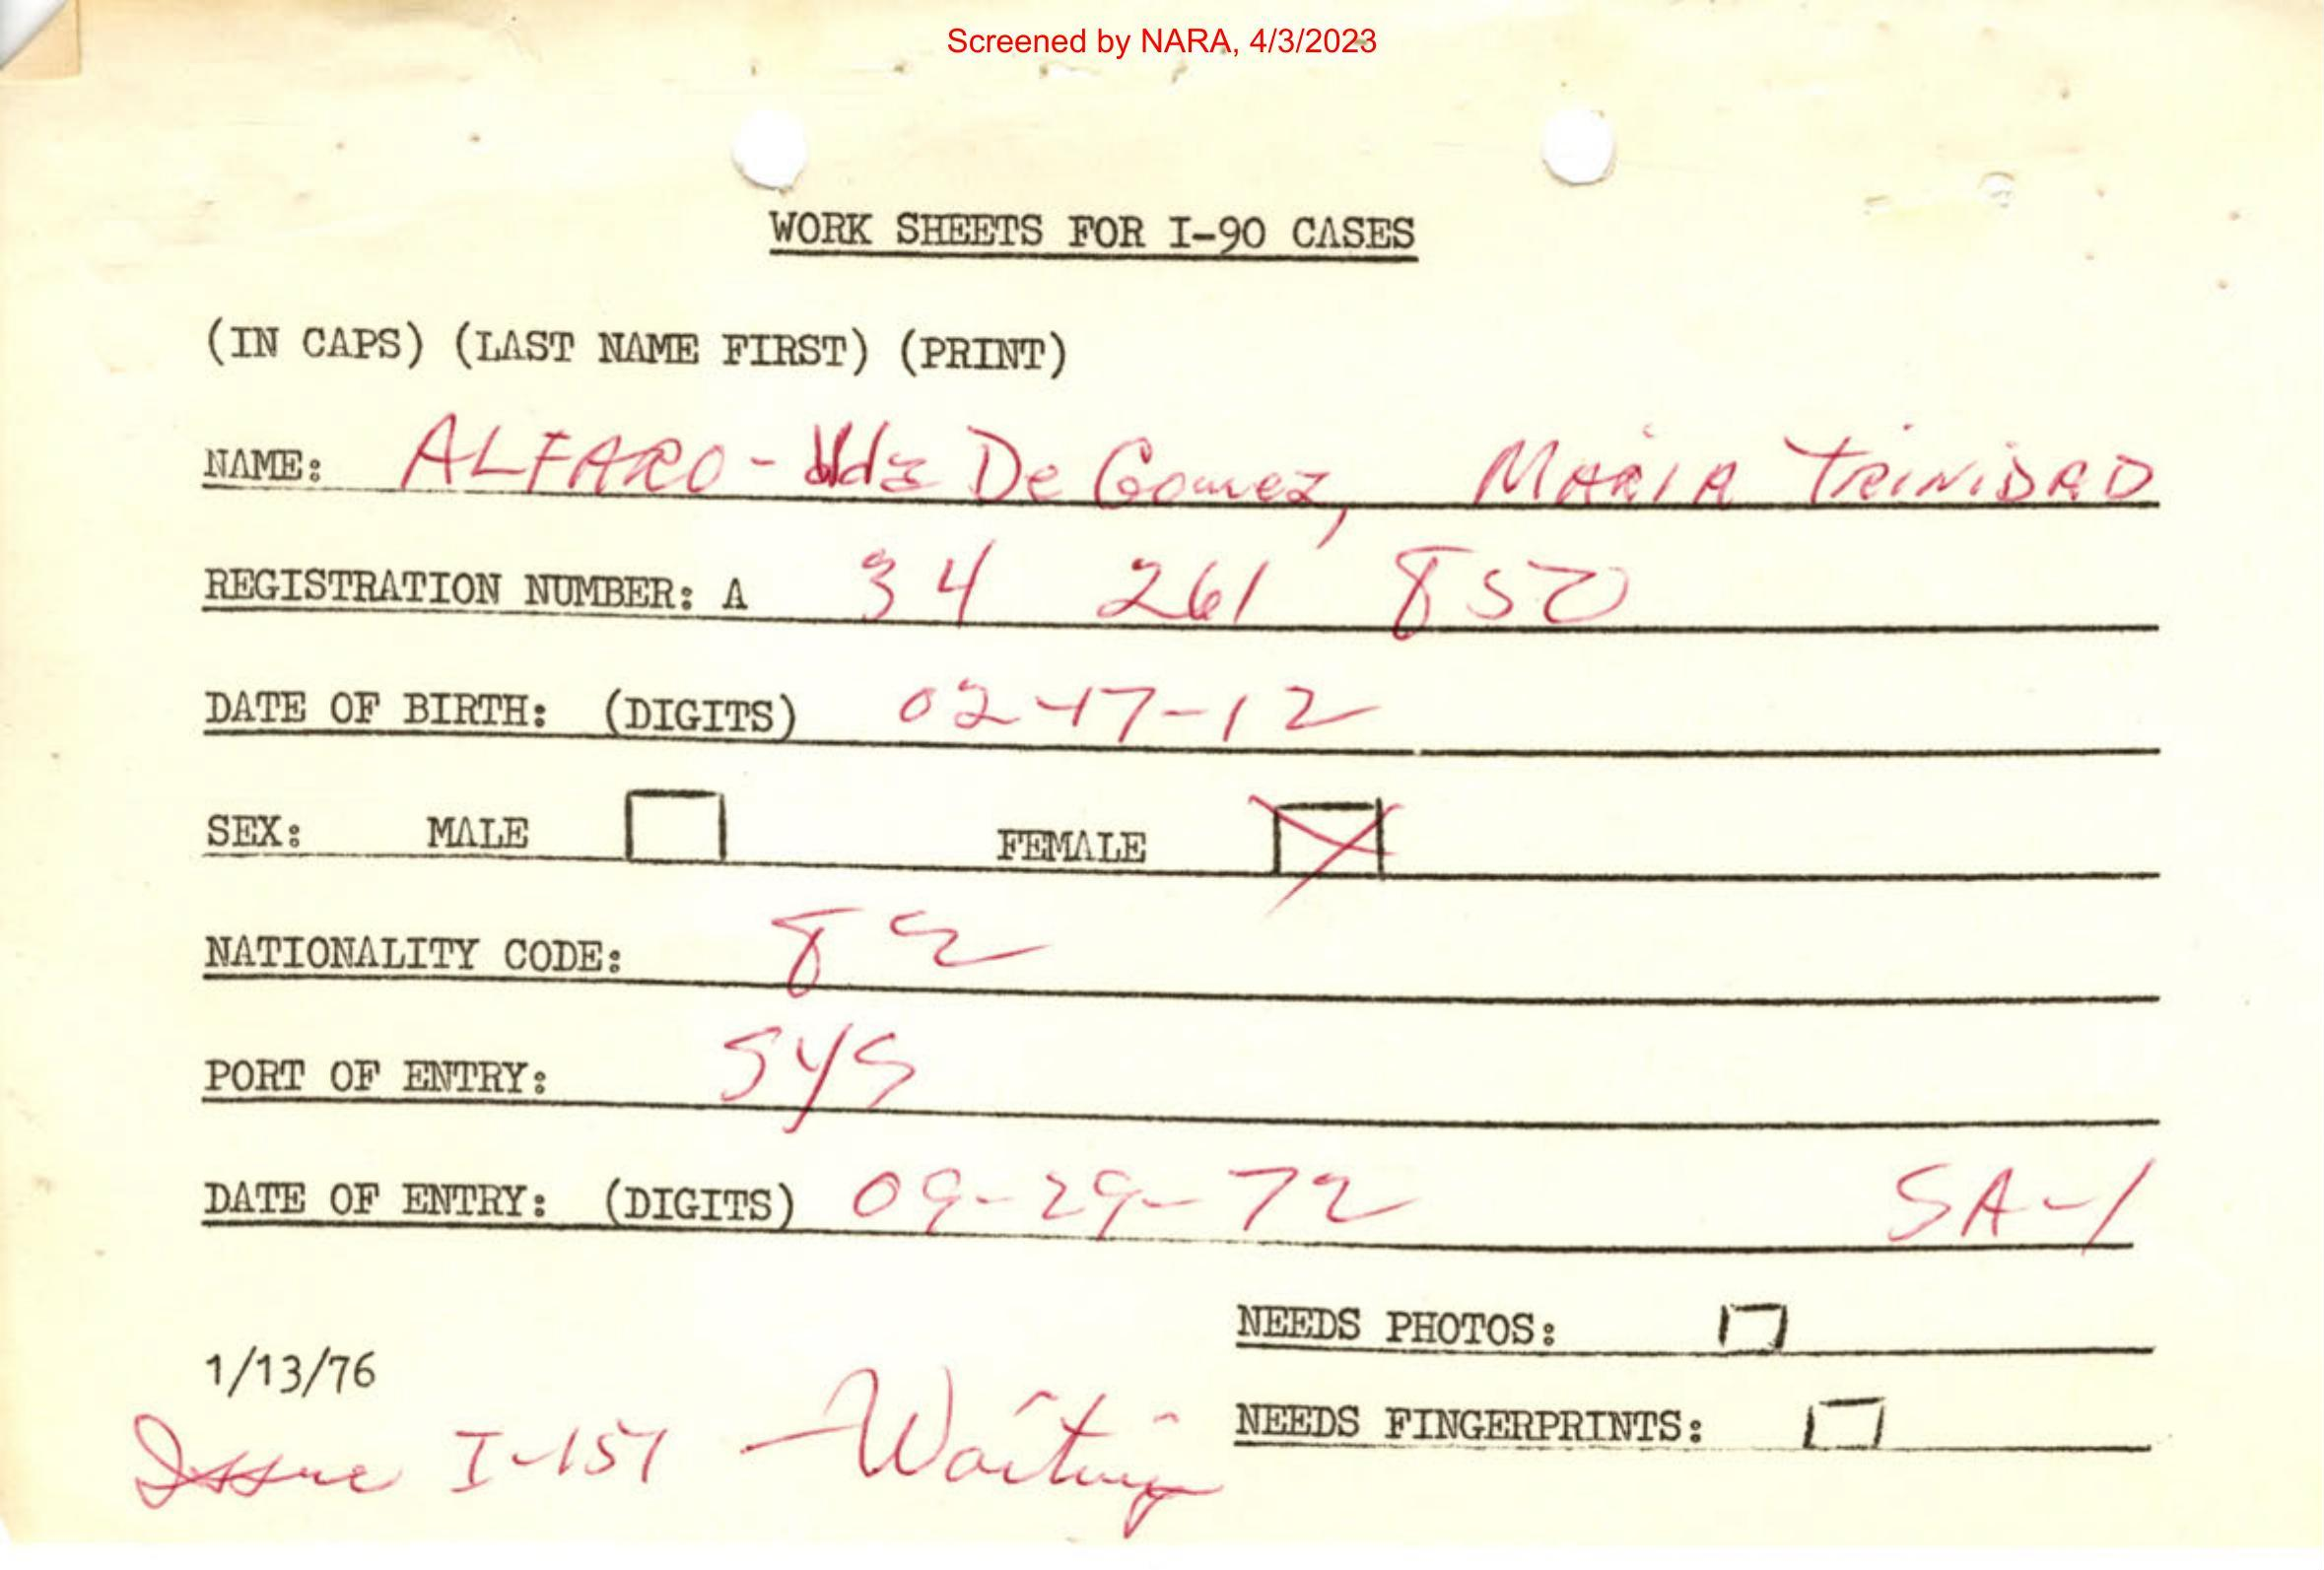 Screened by NARA, 4/3/2023
WORK SHEETS FOR I-90 CASES
(IN CAPS) (LAST NAME FIRST) (PRINT)
NAME: ALFARO- De Gomez, MARIA TRINIDAD
REGISTRATION NUMBER: A 34 261 850
DATE OF BIRTH: (DIGITS) 02-17-12
SEX: MALE FEMALE
NATIONALITY CODE: 82
PORT OF ENTRY: SYS
DATE OF ENTRY: (DIGITS) 09-29-72 SA-1
NEEDS PHOTOS:
1/13/76
NEEDS FINGERPRINTS:
Issue I-151 - Waiting